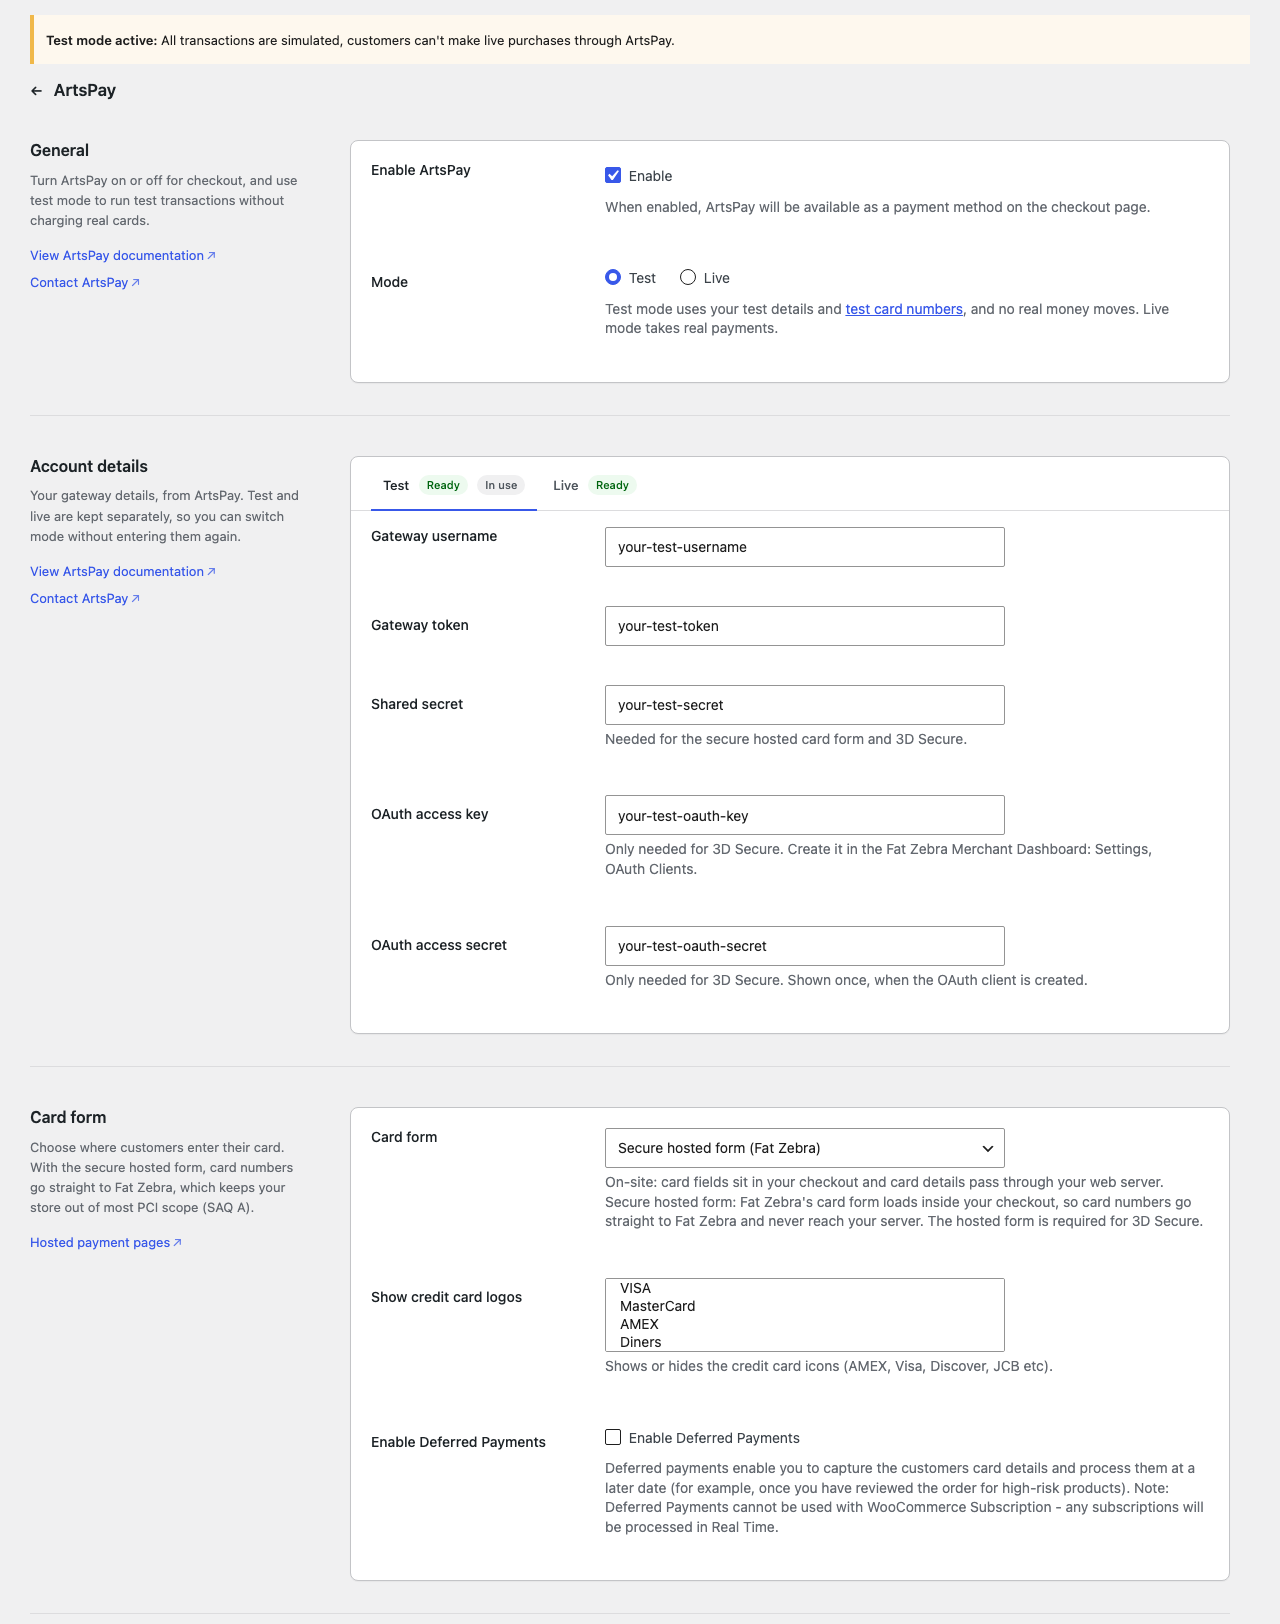 Test mode active: All transactions are simulated, customers can't make live purchases through ArtsPay.
← ArtsPay
General
Turn ArtsPay on or off for checkout, and use
test mode to run test transactions without
charging real cards.
View ArtsPay documentation ↗
Contact ArtsPay ↗
Enable ArtsPay
Enable
When enabled, ArtsPay will be available as a payment method on the checkout page.
Mode
Test
Live
Test mode uses your test details and test card numbers, and no real money moves. Live
mode takes real payments.
Account details
Your gateway details, from ArtsPay. Test and
live are kept separately, so you can switch
mode without entering them again.
View ArtsPay documentation ↗
Contact ArtsPay ↗
Test Ready In use Live Ready
Gateway username
your-test-username
Gateway token
your-test-token
Shared secret
your-test-secret
Needed for the secure hosted card form and 3D Secure.
OAuth access key
your-test-oauth-key
Only needed for 3D Secure. Create it in the Fat Zebra Merchant Dashboard: Settings,
OAuth Clients.
OAuth access secret
your-test-oauth-secret
Only needed for 3D Secure. Shown once, when the OAuth client is created.
Card form
Choose where customers enter their card.
With the secure hosted form, card numbers
go straight to Fat Zebra, which keeps your
store out of most PCI scope (SAQ A).
Hosted payment pages ↗
Card form
Secure hosted form (Fat Zebra)
On-site: card fields sit in your checkout and card details pass through your web server.
Secure hosted form: Fat Zebra's card form loads inside your checkout, so card numbers go
straight to Fat Zebra and never reach your server. The hosted form is required for 3D Secure.
Show credit card logos
VISA
MasterCard
AMEX
Diners
Shows or hides the credit card icons (AMEX, Visa, Discover, JCB etc).
Enable Deferred Payments
Enable Deferred Payments
Deferred payments enable you to capture the customers card details and process them at a
later date (for example, once you have reviewed the order for high-risk products). Note:
Deferred Payments cannot be used with WooCommerce Subscription - any subscriptions will
be processed in Real Time.